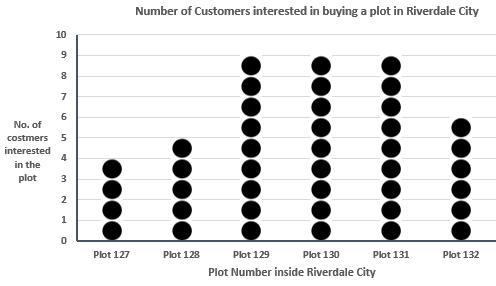 Number of Customers interested in buying a plot in Riverdale City
10
9
8
7
6
5
4
3
2
1
0
No. of
costmers
interested
in the
plot
Plot 127 Plot 128 Plot 129 Plot 130 Plot 131 Plot 132
Plot Number inside Riverdale City